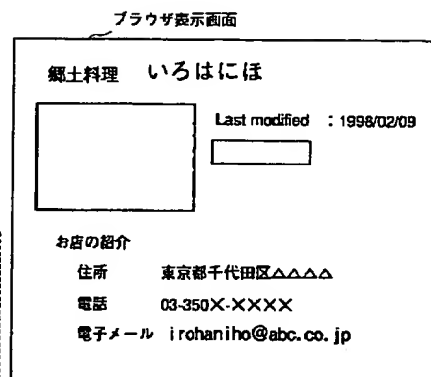 ブラウザ表示画面
郷土料理 いろはにほ
Last modified : 1998/02/09
お店の紹介
住所 東京都千代田区△△△△
電話 03-350X-XXXX
電子メール irohaniho@abc.co.jp